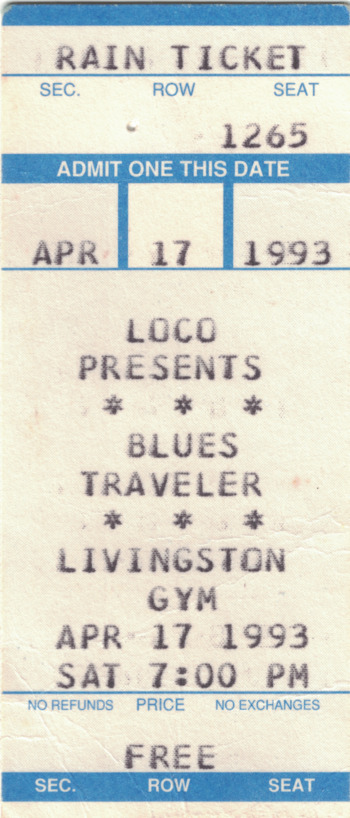 RAIN TICKET
SEC. ROW SEAT
1265
ADMIT ONE THIS DATE
APR 17 1993
LOCO
PRESENTS
* * *
BLUES
TRAVELER
* * *
LIVINGSTON
GYM
APR 17 1993
SAT 7:00 PM
NO REFUNDS PRICE NO EXCHANGES
FREE
SEC. ROW SEAT